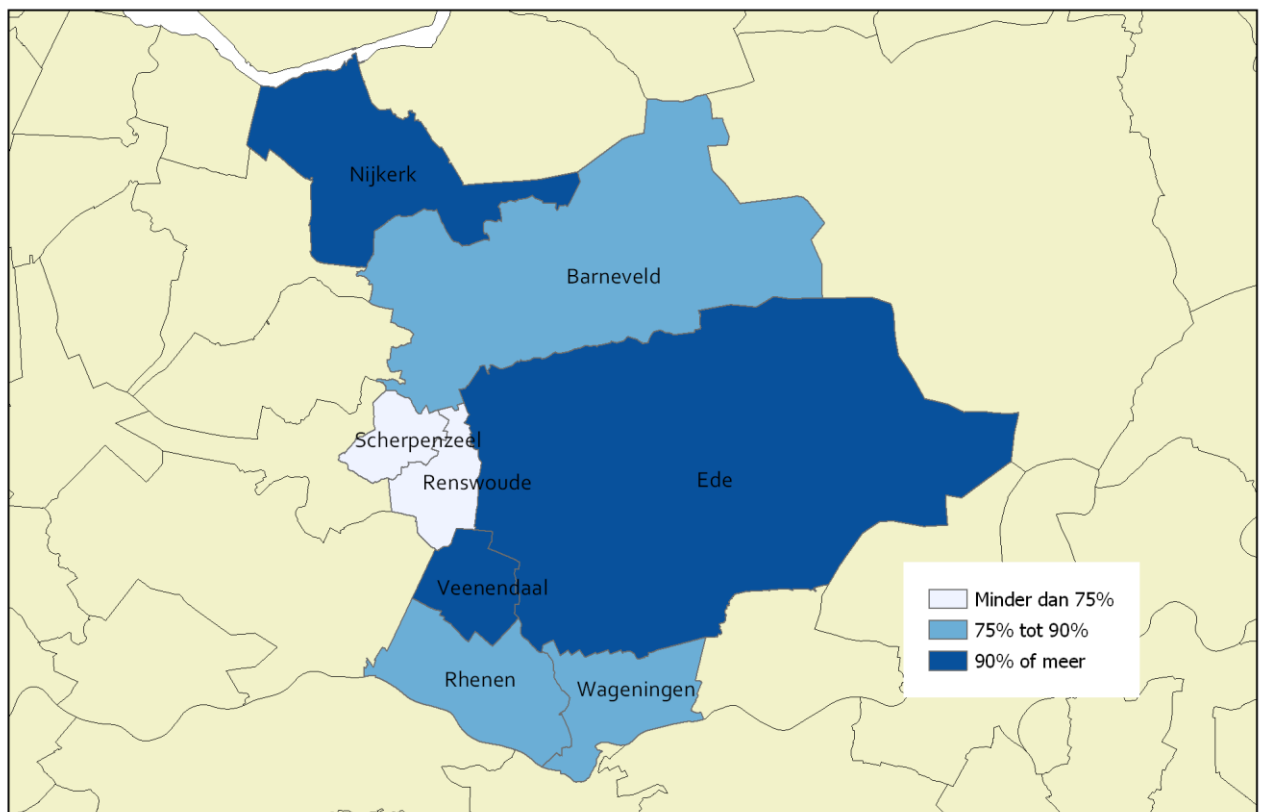 Nijkerk
Barneveld
Scherpenzeel
Renswoude
Ede
Veenendaal
Rhenen
Wageningen
Minder dan 75%
75% tot 90%
90% of meer